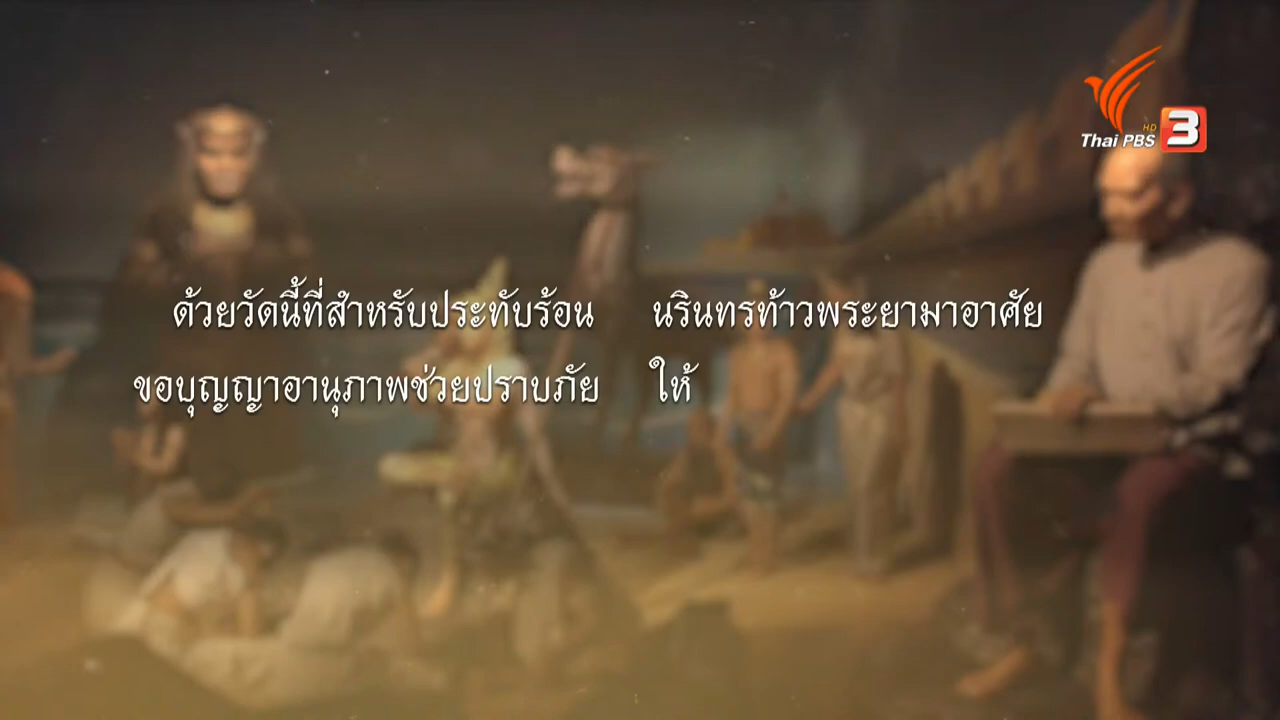 Thai PBS HD 3
ด้วยวัดนี้ที่สำหรับประทับร้อน นรินทรท้าวพระยามาอาศัย
ขอบุญญาอานุภาพช่วยปราบภัย ให้